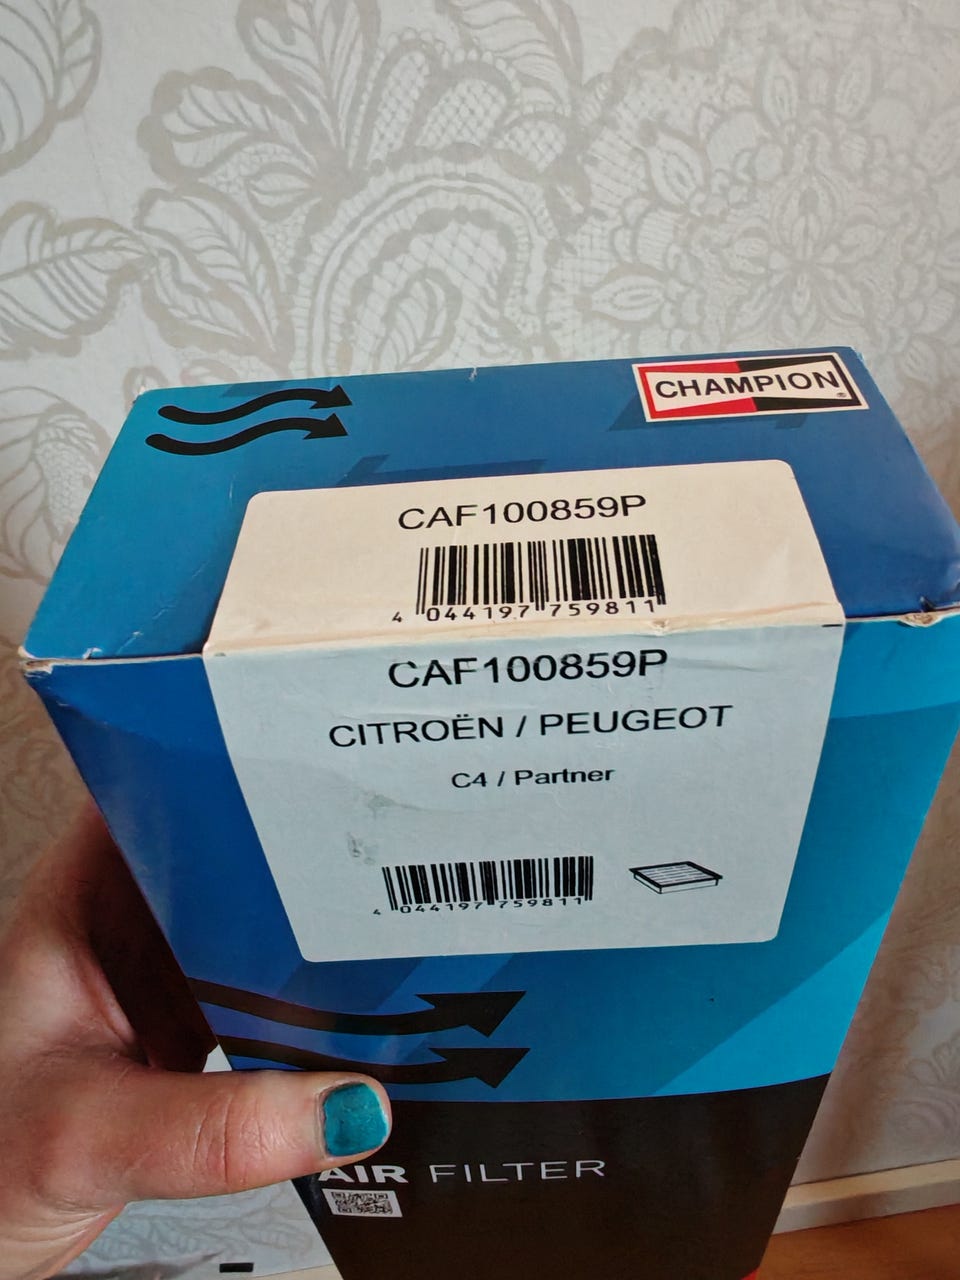 CHAMPION®
CAF100859P
4 044197 759811
CAF100859P
CITROËN / PEUGEOT
C4 / Partner
4 044197 759811
AIR FILTER